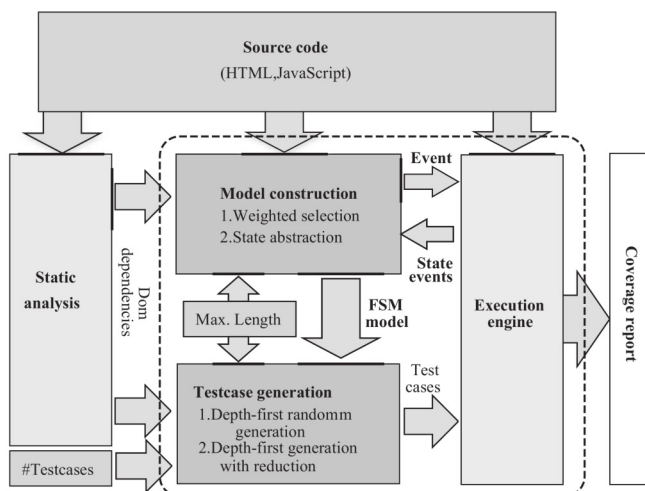 Source code
(HTML,JavaScript)
Event
Model construction
1.Weighted selection
2.State abstraction
State
events
Static
analysis
Dom
dependencies
Max. Length
FSM
model
Execution
engine
Coverage report
Testcase generation
1.Depth-first randomm
generation
2.Depth-first generation
with reduction
Test
cases
#Testcases